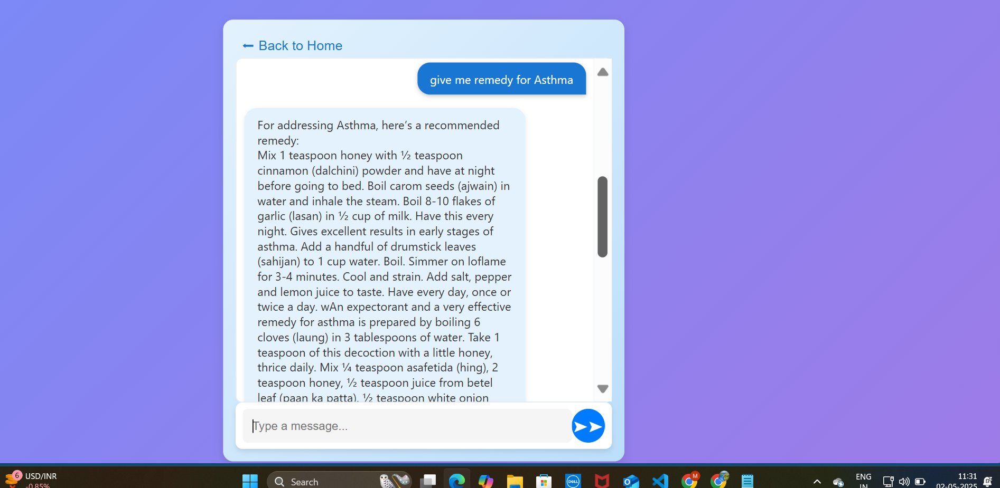 Back to Home
give me remedy for Asthma
For addressing Asthma, here’s a recommended
remedy:
Mix 1 teaspoon honey with ½ teaspoon
cinnamon (dalchini) powder and have at night
before going to bed. Boil carom seeds (ajwain) in
water and inhale the steam. Boil 8-10 flakes of
garlic (lasan) in ½ cup of milk. Have this every
night. Gives excellent results in early stages of
asthma. Add a handful of drumstick leaves
(sahijan) to 1 cup water. Boil. Simmer on loflame
for 3-4 minutes. Cool and strain. Add salt, pepper
and lemon juice to taste. Have every day, once or
twice a day. wAn expectorant and a very effective
remedy for asthma is prepared by boiling 6
cloves (laung) in 3 tablespoons of water. Take 1
teaspoon of this decoction with a little honey,
thrice daily. Mix ¼ teaspoon asafetida (hing), 2
teaspoon honey, ½ teaspoon juice from betel
leaf (paan ka patta), ½ teaspoon white onion
Type a message...
6
USD/INR
-0.85%
Search
DELL
M
ENG
IN
11:31
02-05-2025